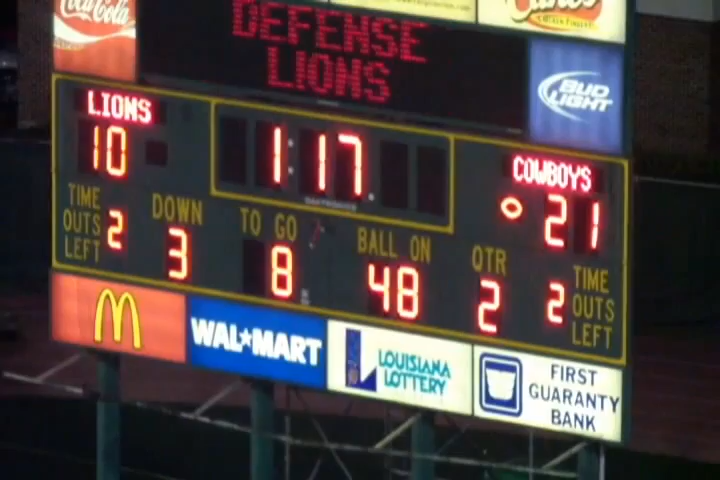 Coca-Cola
DEFENSE
LIONS
BUD
LIGHT
LIONS
10
1:17
COWBOYS
21
TIME
OUTS
LEFT
2
DOWN
3
TO GO
8
BALL ON
48
QTR
2
2
TIME
OUTS
LEFT
M
WAL★MART
LOUISIANA
LOTTERY
FIRST
GUARANTY
BANK